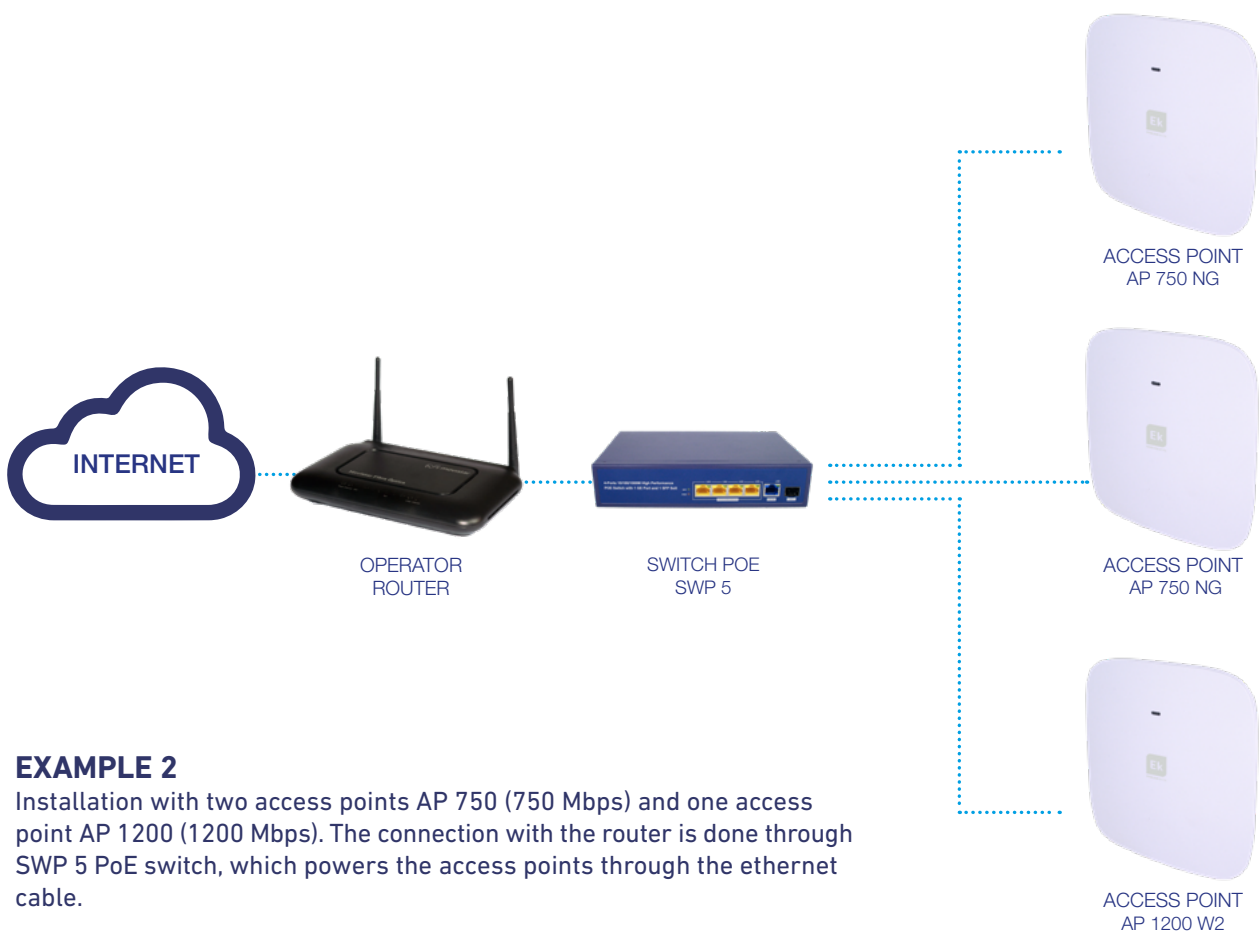 Ek
ACCESS POINT
AP 750 NG
Ek
INTERNET
OPERATOR
ROUTER
SWITCH POE
SWP 5
ACCESS POINT
AP 750 NG
Ek
EXAMPLE 2
Installation with two access points AP 750 (750 Mbps) and one access
point AP 1200 (1200 Mbps). The connection with the router is done through
SWP 5 PoE switch, which powers the access points through the ethernet
cable.
ACCESS POINT
AP 1200 W2